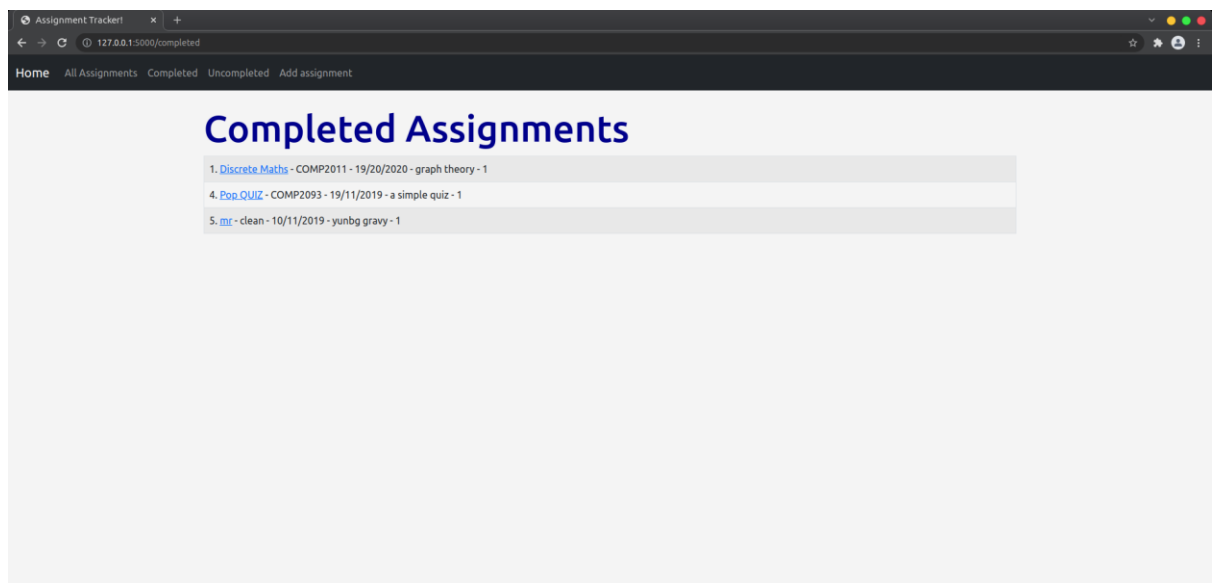 Assignment Tracker!
127.0.0.1:5000/completed
Home All Assignments Completed Uncompleted Add assignment
Completed Assignments
1. Discrete Maths - COMP2011 - 19/20/2020 - graph theory - 1
4. Pop QUIZ - COMP2093 - 19/11/2019 - a simple quiz - 1
5. mr - clean - 10/11/2019 - yunbg gravy - 1